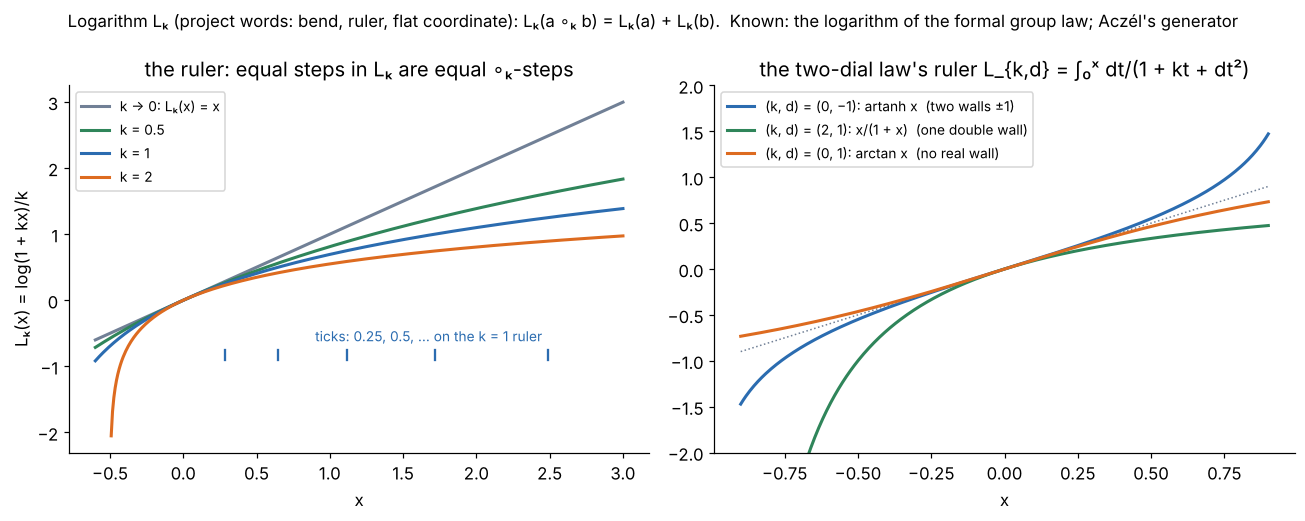 Logarithm Lₖ (project words: bend, ruler, flat coordinate): Lₖ(a ∘ₖ b) = Lₖ(a) + Lₖ(b).  Known: the logarithm of the formal group law; Aczél's generator
the ruler: equal steps in Lₖ are equal ∘ₖ-steps
Lₖ(x) = log(1 + kx)/k
3
2
1
0
−1
−2
k → 0: Lₖ(x) = x
k = 0.5
k = 1
k = 2
ticks: 0.25, 0.5, ... on the k = 1 ruler
−0.5
0.0
0.5
1.0
1.5
2.0
2.5
3.0
x
the two-dial law's ruler L_{k,d} = ∫₀ˣ dt/(1 + kt + dt²)
2.0
1.5
1.0
0.5
0.0
−0.5
−1.0
−1.5
−2.0
(k, d) = (0, −1): artanh x  (two walls ±1)
(k, d) = (2, 1): x/(1 + x)  (one double wall)
(k, d) = (0, 1): arctan x  (no real wall)
−0.75
−0.50
−0.25
0.00
0.25
0.50
0.75
x